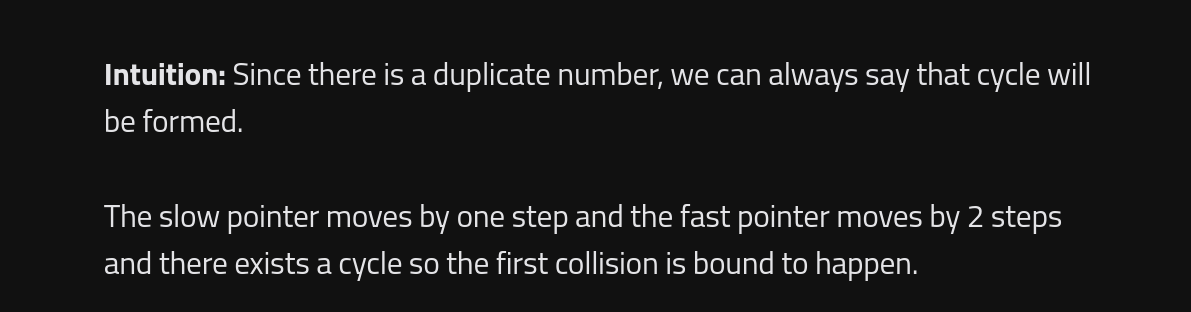 Intuition: Since there is a duplicate number, we can always say that cycle will
be formed.
The slow pointer moves by one step and the fast pointer moves by 2 steps
and there exists a cycle so the first collision is bound to happen.